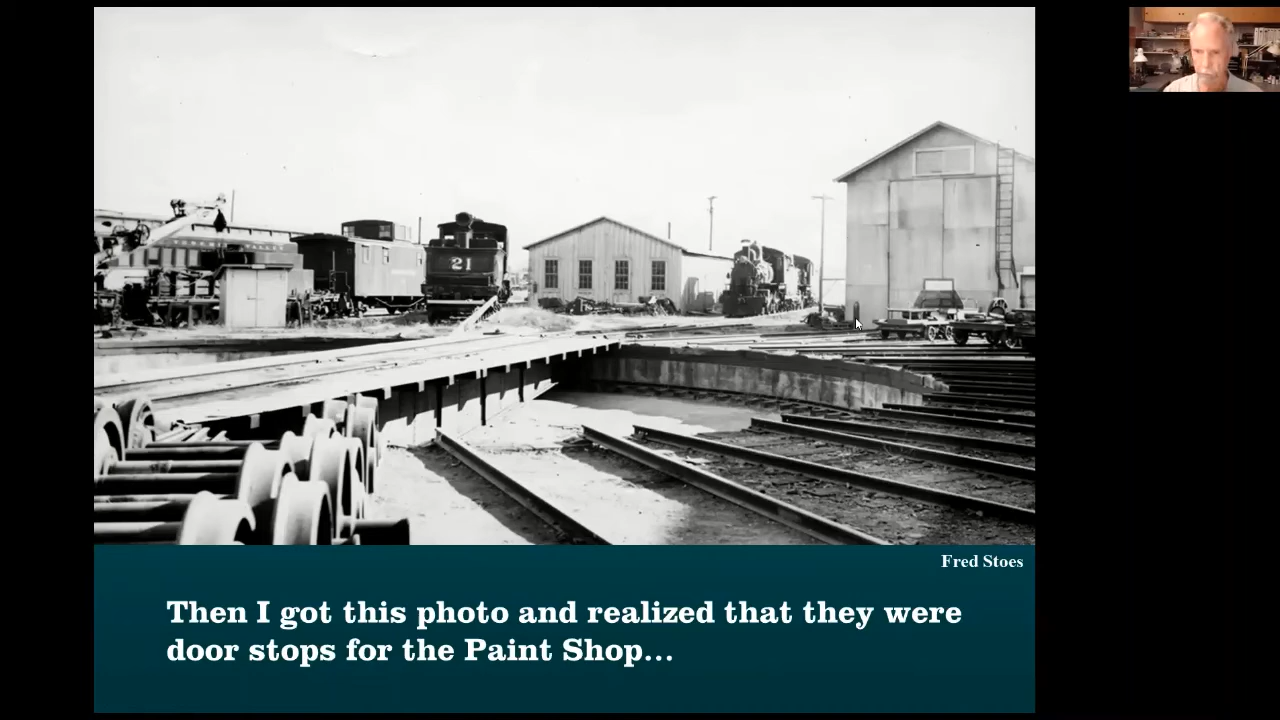 21
Fred Stoes
Then I got this photo and realized that they were
door stops for the Paint Shop...